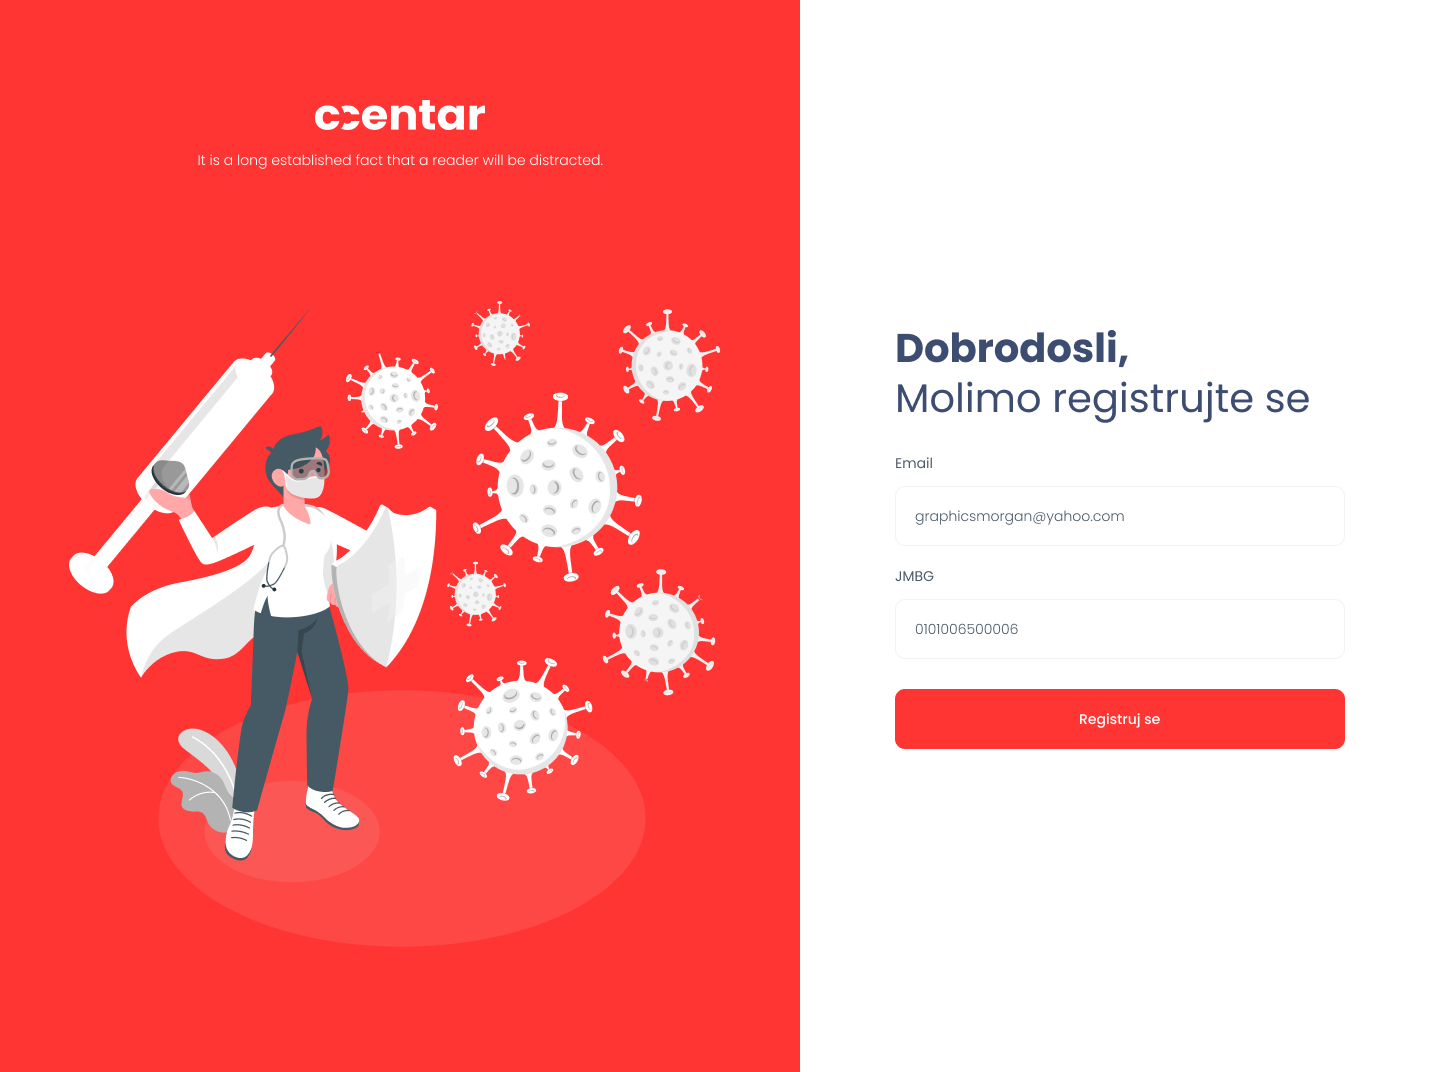 ccentar
It is a long established fact that a reader will be distracted.
Dobrodosli,
Molimo registrujte se
Email
graphicsmorgan@yahoo.com
JMBG
0101006500006
Registruj se